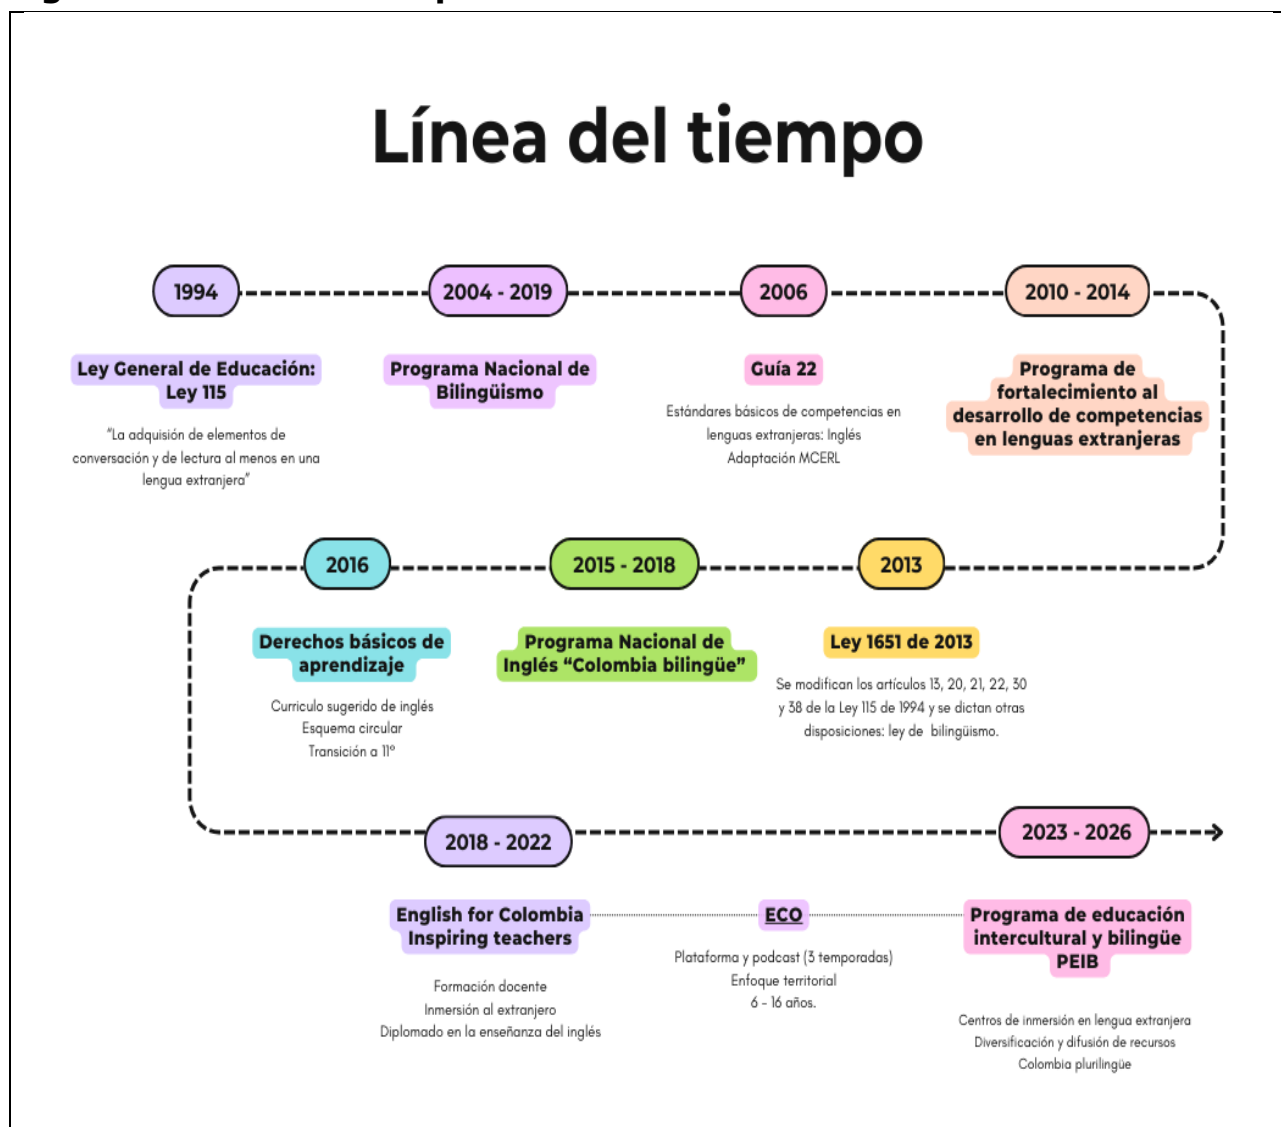 Línea del tiempo
1994
2004 - 2019
2006
2010 - 2014
Ley General de Educación:
Ley 115
"La adquisión de elementos de
conversación y de lectura al menos en una
lengua extranjera"
Programa Nacional de
Bilingüismo
Guía 22
Estándares básicos de competencias en
lenguas extranjeras: Inglés
Adaptación MCERL
Programa de
fortalecimiento al
desarrollo de competencias
en lenguas extranjeras
2013
Ley 1651 de 2013
Se modifican los artículos 13, 20, 21, 22, 30
y 38 de la Ley 115 de 1994 y se dictan otras
disposiciones: ley de bilingüismo.
2015 - 2018
Programa Nacional de
Inglés “Colombia bilingüe”
2016
Derechos básicos de
aprendizaje
Curriculo sugerido de inglés
Esquema circular
Transición a 11°
2018 - 2022
English for Colombia
Inspiring teachers
Formación docente
Inmersión al extranjero
Diplomado en la enseñanza del inglés
ECO
Plataforma y podcast (3 temporadas)
Enfoque territorial
6 - 16 años.
2023 - 2026
Programa de educación
intercultural y bilingüe
PEIB
Centros de inmersión en lengua extranjera
Diversificación y difusión de recursos
Colombia plurilingüe